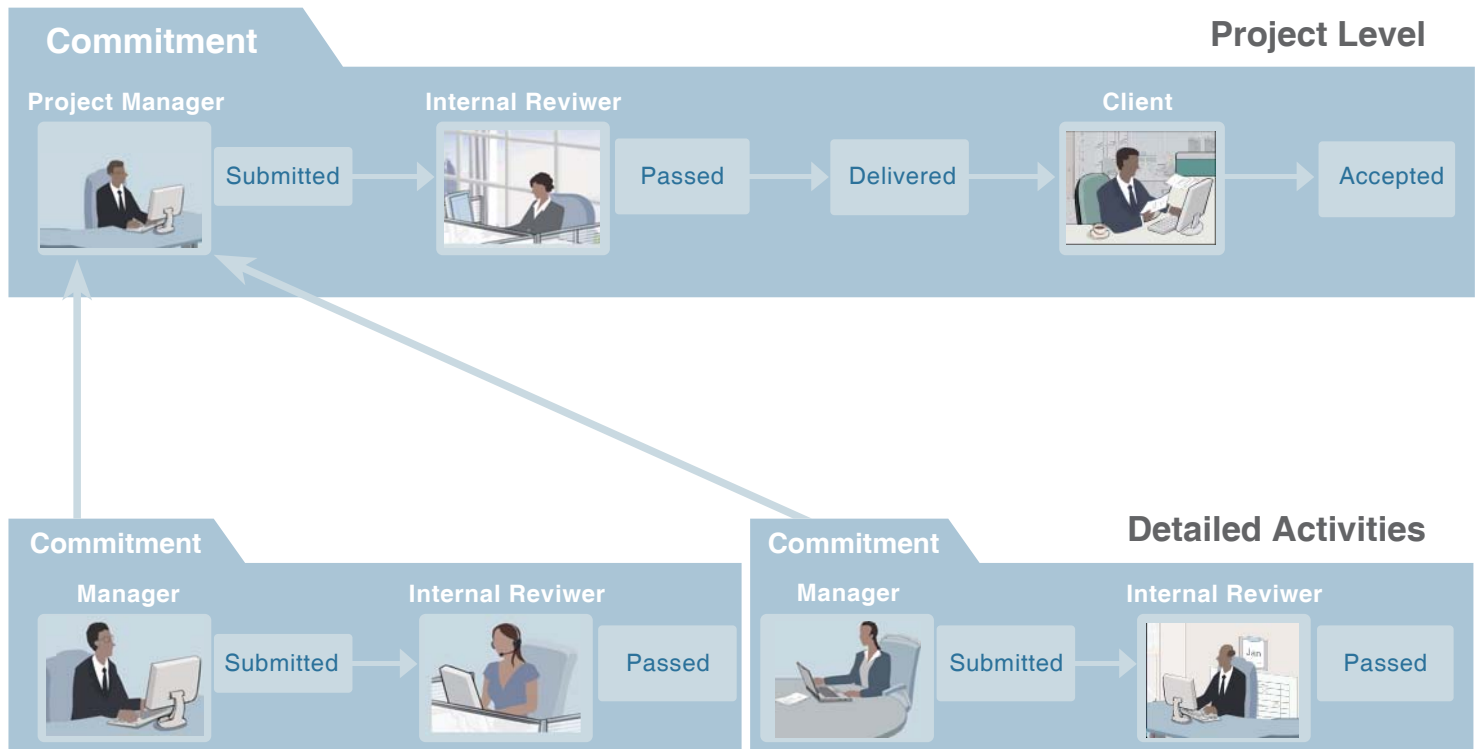 Commitment
Project Level
Project Manager
Internal Reviwer
Client
Submitted
Passed
Delivered
Accepted
Commitment
Commitment
Detailed Activities
Manager
Internal Reviwer
Manager
Internal Reviwer
Submitted
Passed
Submitted
Jan
Passed